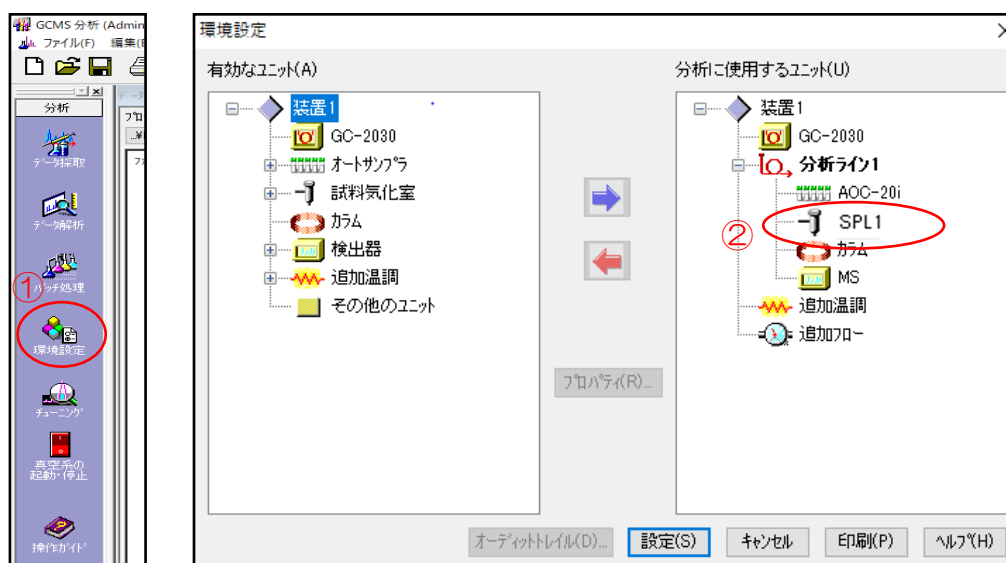 GCMS 分析 (Admin
ファイル(F) 編集(E
分析
データ採取
データ解析
①
バッチ処理
環境設定
チューニング
真空系の
起動・停止
操作ガイド
環境設定
有効なユニット(A)
装置1
GC-2030
オートサンプラ
試料気化室
カラム
検出器
追加温調
その他のユニット
プロパティ(R)...
分析に使用するユニット(U)
装置1
GC-2030
分析ライン1
AOC-20i
② SPL1
カラム
MS
追加温調
追加フロー
オーディットトレイル(D)... 設定(S) キャンセル 印刷(P) ヘルプ(H)